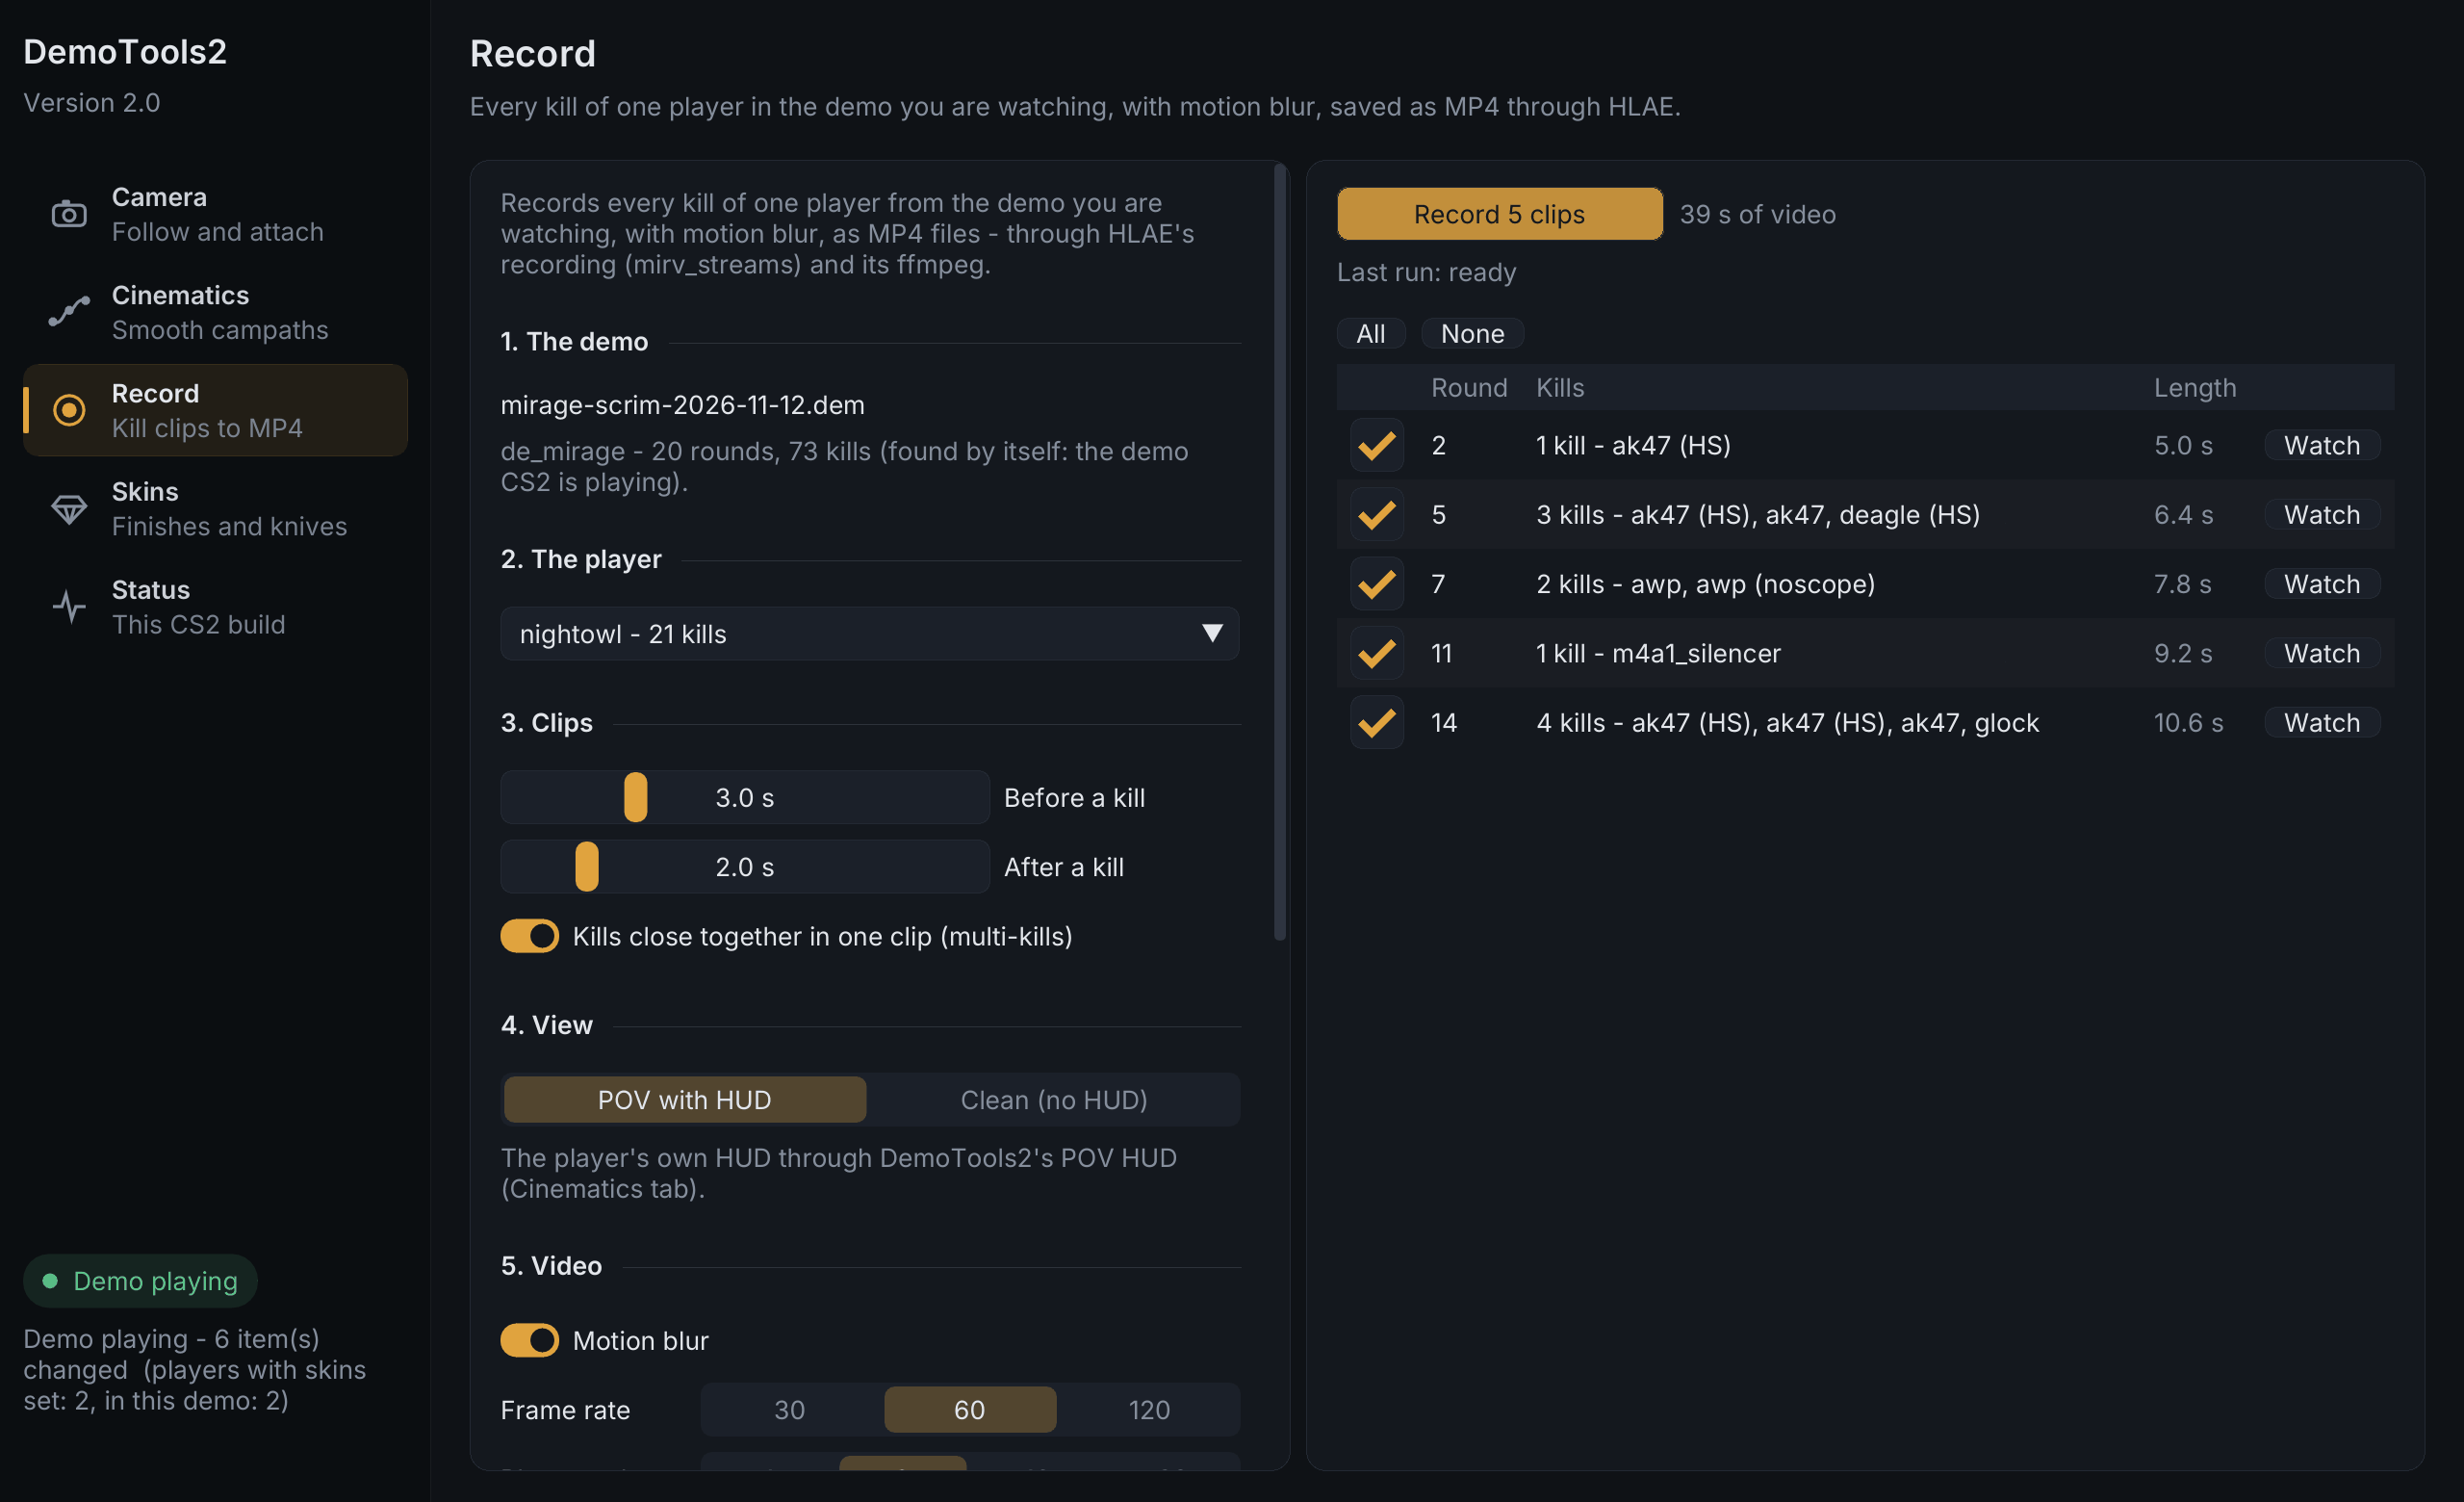 DemoTools2
Version 2.0
Camera
Follow and attach
Cinematics
Smooth campaths
Record
Kill clips to MP4
Skins
Finishes and knives
Status
This CS2 build
Demo playing
Demo playing - 6 item(s)
changed  (players with skins
set: 2, in this demo: 2)
Record
Every kill of one player in the demo you are watching, with motion blur, saved as MP4 through HLAE.
Records every kill of one player from the demo you are
watching, with motion blur, as MP4 files - through HLAE's
recording (mirv_streams) and its ffmpeg.
1. The demo
mirage-scrim-2026-11-12.dem
de_mirage - 20 rounds, 73 kills (found by itself: the demo
CS2 is playing).
2. The player
nightowl - 21 kills
3. Clips
3.0 s Before a kill
2.0 s After a kill
Kills close together in one clip (multi-kills)
4. View
POV with HUD Clean (no HUD)
The player's own HUD through DemoTools2's POV HUD
(Cinematics tab).
5. Video
Motion blur
Frame rate 30 60 120
Record 5 clips 39 s of video
Last run: ready
All None
Round Kills Length
2 1 kill - ak47 (HS) 5.0 s Watch
5 3 kills - ak47 (HS), ak47, deagle (HS) 6.4 s Watch
7 2 kills - awp, awp (noscope) 7.8 s Watch
11 1 kill - m4a1_silencer 9.2 s Watch
14 4 kills - ak47 (HS), ak47 (HS), ak47, glock 10.6 s Watch